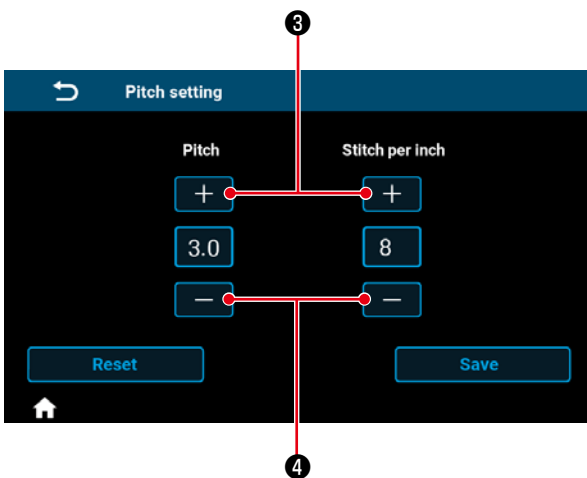 ❸
Pitch setting
Pitch Stitch per inch
+ +
3.0 8
− −
Reset Save
❹